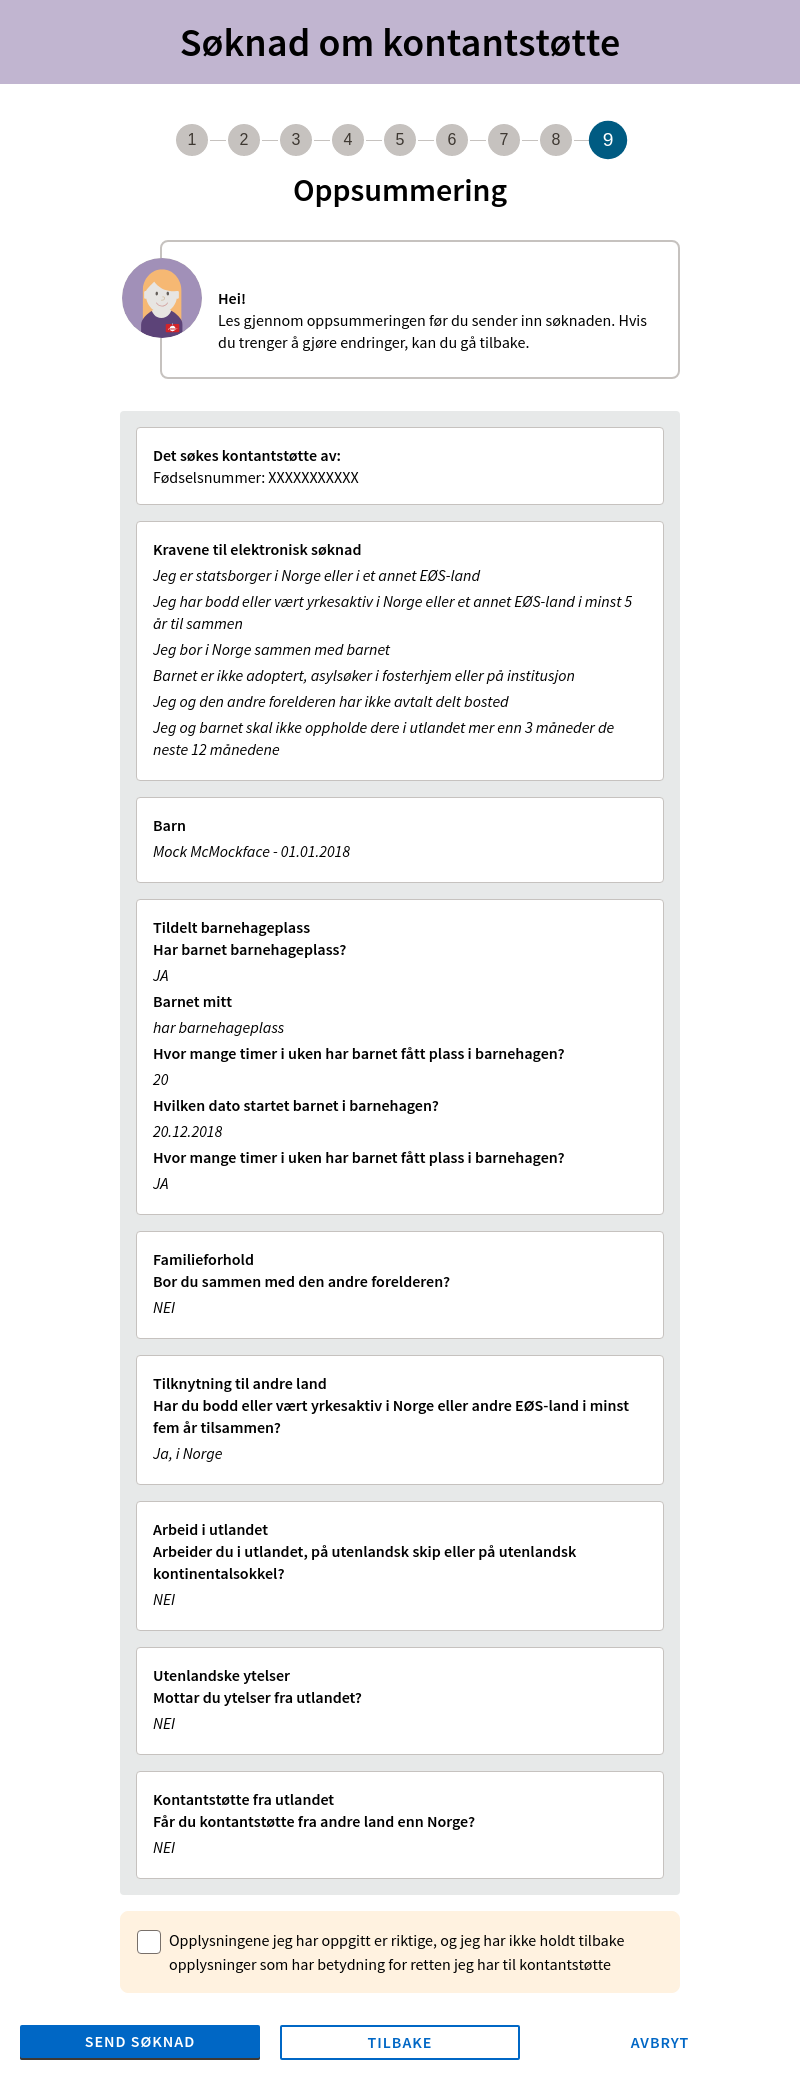 Søknad om kontantstøtte
1 2 3 4 5 6 7 8 9
Oppsummering
Hei!
Les gjennom oppsummeringen før du sender inn søknaden. Hvis
du trenger å gjøre endringer, kan du gå tilbake.
Det søkes kontantstøtte av:
Fødselsnummer: XXXXXXXXXXX
Kravene til elektronisk søknad
Jeg er statsborger i Norge eller i et annet EØS-land
Jeg har bodd eller vært yrkesaktiv i Norge eller et annet EØS-land i minst 5
år til sammen
Jeg bor i Norge sammen med barnet
Barnet er ikke adoptert, asylsøker i fosterhjem eller på institusjon
Jeg og den andre forelderen har ikke avtalt delt bosted
Jeg og barnet skal ikke oppholde dere i utlandet mer enn 3 måneder de
neste 12 månedene
Barn
Mock McMockface - 01.01.2018
Tildelt barnehageplass
Har barnet barnehageplass?
JA
Barnet mitt
har barnehageplass
Hvor mange timer i uken har barnet fått plass i barnehagen?
20
Hvilken dato startet barnet i barnehagen?
20.12.2018
Hvor mange timer i uken har barnet fått plass i barnehagen?
JA
Familieforhold
Bor du sammen med den andre forelderen?
NEI
Tilknytning til andre land
Har du bodd eller vært yrkesaktiv i Norge eller andre EØS-land i minst
fem år tilsammen?
Ja, i Norge
Arbeid i utlandet
Arbeider du i utlandet, på utenlandsk skip eller på utenlandsk
kontinentalsokkel?
NEI
Utenlandske ytelser
Mottar du ytelser fra utlandet?
NEI
Kontantstøtte fra utlandet
Får du kontantstøtte fra andre land enn Norge?
NEI
Opplysningene jeg har oppgitt er riktige, og jeg har ikke holdt tilbake
opplysninger som har betydning for retten jeg har til kontantstøtte
SEND SØKNAD TILBAKE AVBRYT